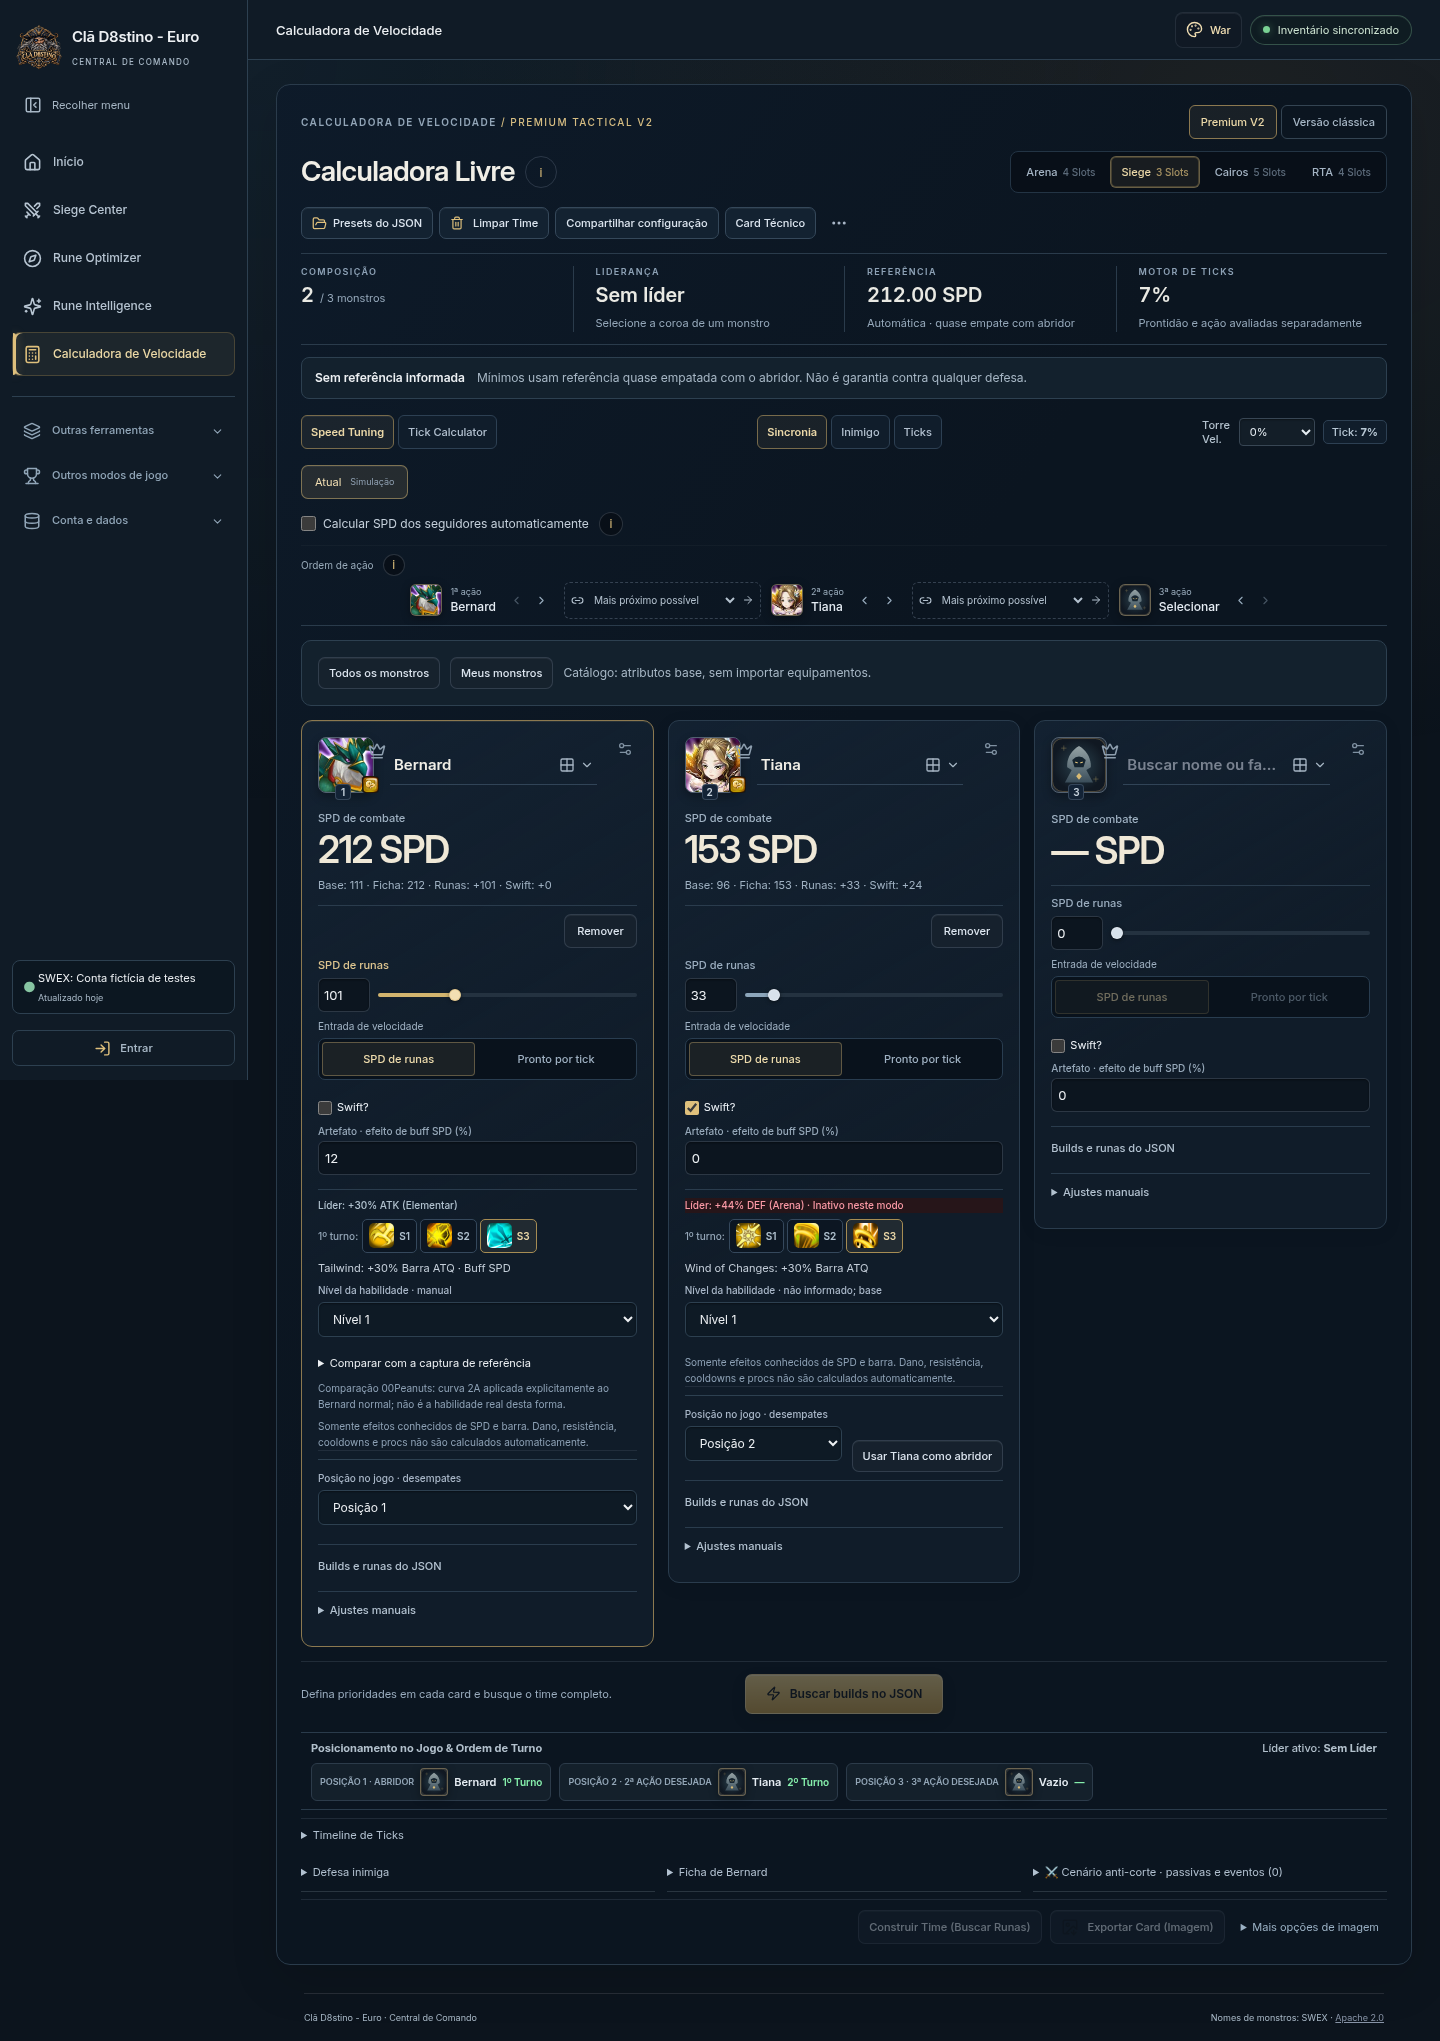 Clã D8stino - Euro
CENTRAL DE COMANDO
Recolher menu
Início
Siege Center
Rune Optimizer
Rune Intelligence
Calculadora de Velocidade
Outras ferramentas
Outros modos de jogo
Conta e dados
SWEX: Conta fictícia de testes
Atualizado hoje
Entrar
Calculadora de Velocidade
War
Inventário sincronizado
CALCULADORA DE VELOCIDADE / PREMIUM TACTICAL V2
Premium V2
Versão clássica
Calculadora Livre
i
Arena 4 Slots
Siege 3 Slots
Cairos 5 Slots
RTA 4 Slots
Presets do JSON
Limpar Time
Compartilhar configuração
Card Técnico
COMPOSIÇÃO
2 / 3 monstros
LIDERANÇA
Sem líder
Selecione a coroa de um monstro
REFERÊNCIA
212.00 SPD
Automática · quase empate com abridor
MOTOR DE TICKS
7%
Prontidão e ação avaliadas separadamente
Sem referência informada Mínimos usam referência quase empatada com o abridor. Não é garantia contra qualquer defesa.
Speed Tuning
Tick Calculator
Sincronia
Inimigo
Ticks
Torre Vel.
0%
Tick: 7%
Atual Simulação
Calcular SPD dos seguidores automaticamente
i
Ordem de ação
i
1ª ação
Bernard
Mais próximo possível
2ª ação
Tiana
Mais próximo possível
3ª ação
Selecionar
Todos os monstros
Meus monstros
Catálogo: atributos base, sem importar equipamentos.
1
Bernard
SPD de combate
212 SPD
Base: 111 · Ficha: 212 · Runas: +101 · Swift: +0
Remover
SPD de runas
101
Entrada de velocidade
SPD de runas
Pronto por tick
Swift?
Artefato · efeito de buff SPD (%)
12
Líder: +30% ATK (Elementar)
1º turno:
S1
S2
S3
Tailwind: +30% Barra ATQ · Buff SPD
Nível da habilidade · manual
Nível 1
Comparar com a captura de referência
Comparação 00Peanuts: curva 2A aplicada explicitamente ao
Bernard normal; não é a habilidade real desta forma.
Somente efeitos conhecidos de SPD e barra. Dano, resistência,
cooldowns e procs não são calculados automaticamente.
Posição no jogo · desempates
Posição 1
Builds e runas do JSON
Ajustes manuais
2
Tiana
SPD de combate
153 SPD
Base: 96 · Ficha: 153 · Runas: +33 · Swift: +24
Remover
SPD de runas
33
Entrada de velocidade
SPD de runas
Pronto por tick
Swift?
Artefato · efeito de buff SPD (%)
0
Líder: +44% DEF (Arena) · Inativo neste modo
1º turno:
S1
S2
S3
Wind of Changes: +30% Barra ATQ
Nível da habilidade · não informado; base
Nível 1
Somente efeitos conhecidos de SPD e barra. Dano, resistência,
cooldowns e procs não são calculados automaticamente.
Posição no jogo · desempates
Posição 2
Usar Tiana como abridor
Builds e runas do JSON
Ajustes manuais
3
Buscar nome ou fa...
SPD de combate
— SPD
SPD de runas
0
Entrada de velocidade
SPD de runas
Pronto por tick
Swift?
Artefato · efeito de buff SPD (%)
0
Builds e runas do JSON
Ajustes manuais
Defina prioridades em cada card e busque o time completo.
Buscar builds no JSON
Posicionamento no Jogo & Ordem de Turno
Líder ativo: Sem Líder
POSIÇÃO 1 · ABRIDOR Bernard 1º Turno
POSIÇÃO 2 · 2ª AÇÃO DESEJADA Tiana 2º Turno
POSIÇÃO 3 · 3ª AÇÃO DESEJADA Vazio —
Timeline de Ticks
Defesa inimiga
Ficha de Bernard
Cenário anti-corte · passivas e eventos (0)
Construir Time (Buscar Runas)
Exportar Card (Imagem)
Mais opções de imagem
Clã D8stino - Euro · Central de Comando
Nomes de monstros: SWEX · Apache 2.0